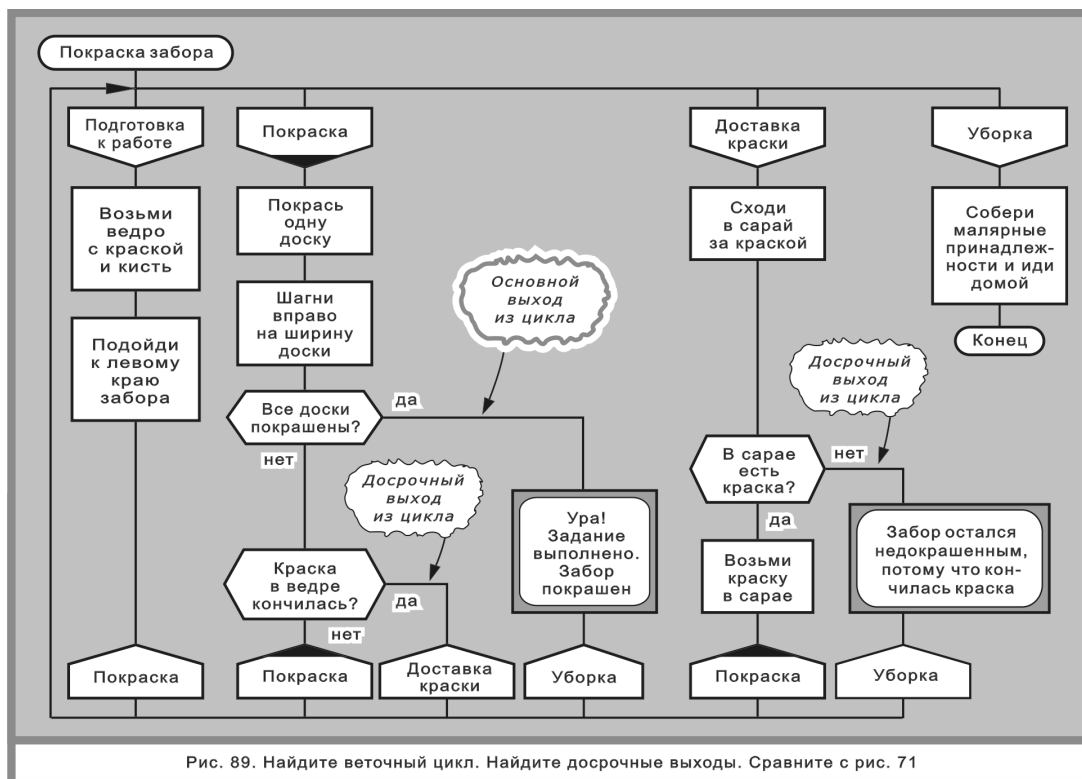 Покраска забора
Подготовка
к работе
Возьми
ведро
с краской
и кисть
Подойди
к левому
краю
забора
Покраска
Покраска
Покрась
одну
доску
Шагни
вправо
на ширину
доски
Все доски
покрашены?
да
нет
Основной
выход
из цикла
Краска
в ведре
кончилась?
да
нет
Досрочный
выход
из цикла
Покраска
Доставка
краски
Ура!
Задание
выполнено.
Забор
покрашен
Уборка
Доставка
краски
Сходи
в сарай
за краской
В сарае
есть
краска?
нет
да
Досрочный
выход
из цикла
Возьми
краску
в сарае
Покраска
Забор остался
недокрашенным,
потому что кон-
чилась краска
Уборка
Уборка
Собери
малярные
принадлеж-
ности и иди
домой
Конец
Рис. 89. Найдите веточный цикл. Найдите досрочные выходы. Сравните с рис. 71